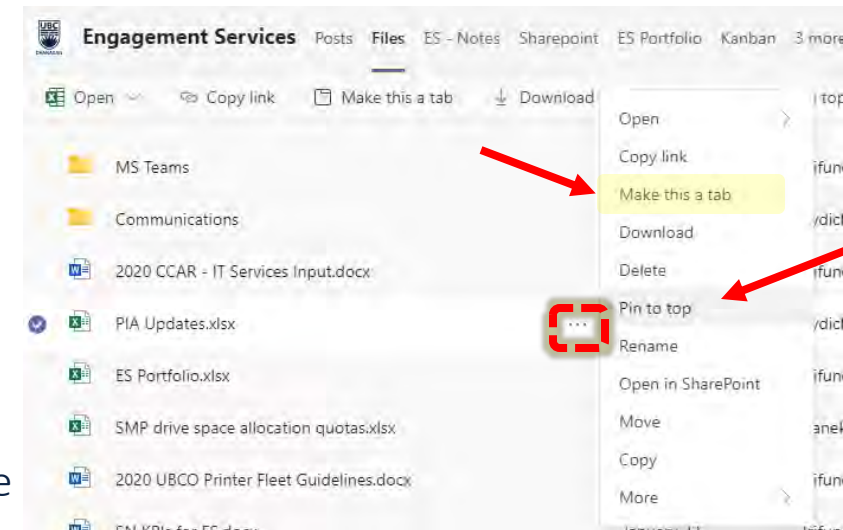 UBC
Engagement Services Posts Files ES - Notes Sharepoint ES Portfolio Kanban 3 more
Open Copy link Make this a tab Download
MS Teams
Communications
2020 CCAR - IT Services Input.docx
PIA Updates.xlsx
ES Portfolio.xlsx
SMP drive space allocation quotas.xlsx
2020 UBCO Printer Fleet Guidelines.docx
Open
Copy link
Make this a tab
Download
Delete
Pin to top
Rename
Open in SharePoint
Move
Copy
More